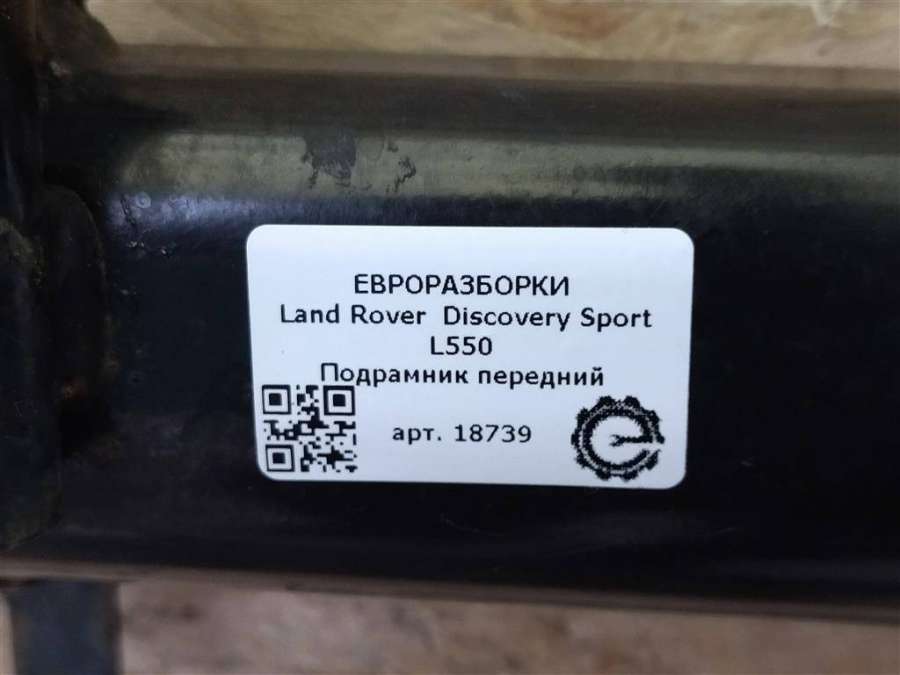 ЕВРОРАЗБОРКИ
Land Rover Discovery Sport
L550
Подрамник передний
арт. 18739